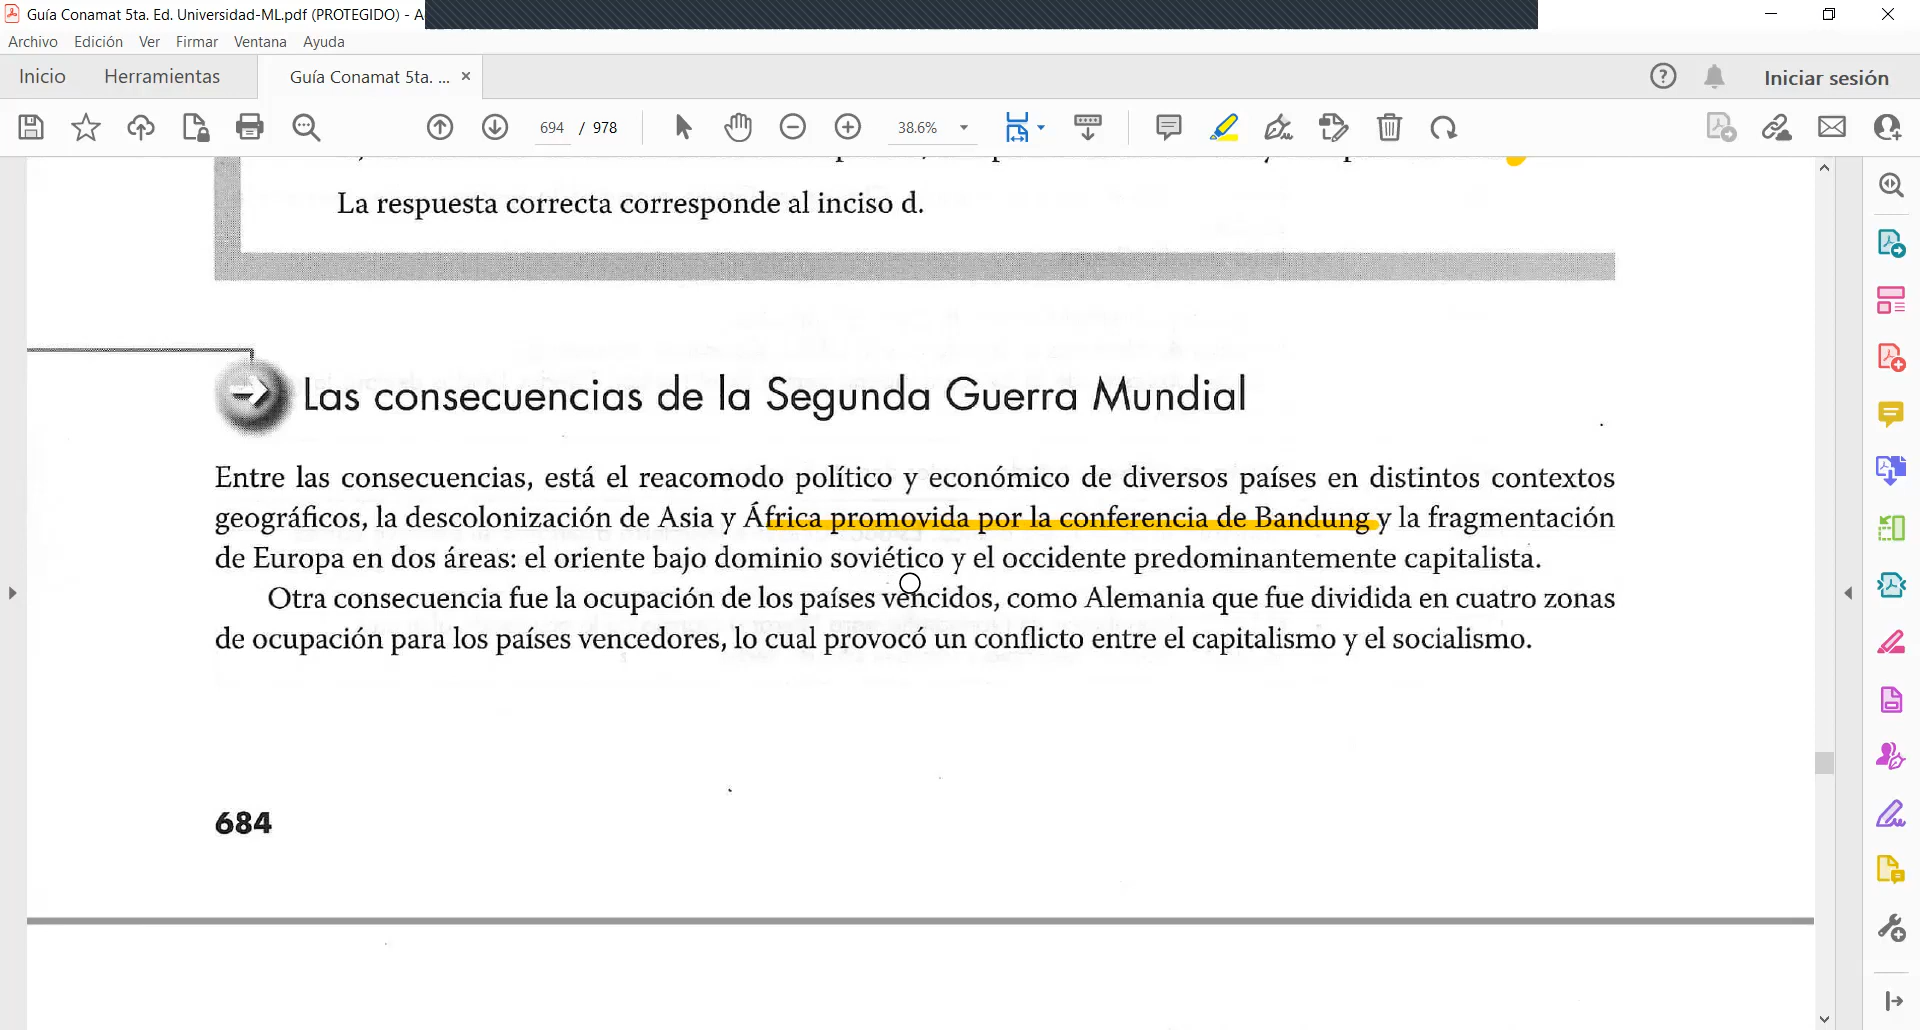 Guía Conamat 5ta. Ed. Universidad-ML.pdf (PROTEGIDO) - A
Archivo Edición Ver Firmar Ventana Ayuda
Inicio Herramientas Guía Conamat 5ta. ... × Iniciar sesión
694 / 978 38.6%
La respuesta correcta corresponde al inciso d.
Las consecuencias de la Segunda Guerra Mundial
Entre las consecuencias, está el reacomodo político y económico de diversos países en distintos contextos
geográficos, la descolonización de Asia y África promovida por la conferencia de Bandung y la fragmentación
de Europa en dos áreas: el oriente bajo dominio soviético y el occidente predominantemente capitalista.
Otra consecuencia fue la ocupación de los países vencidos, como Alemania que fue dividida en cuatro zonas
de ocupación para los países vencedores, lo cual provocó un conflicto entre el capitalismo y el socialismo.
684